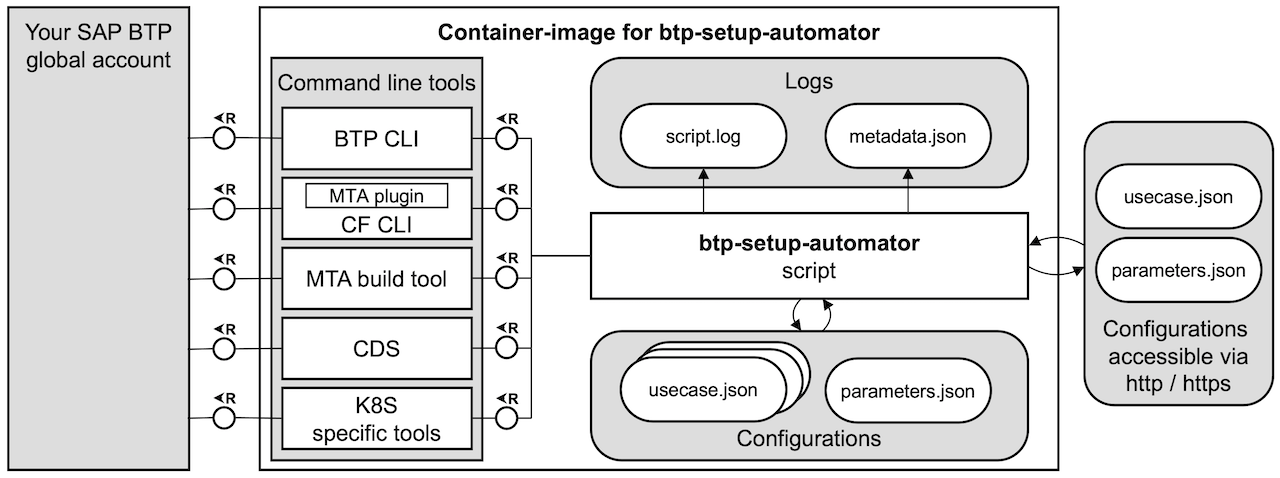 Your SAP BTP
global account
Container-image for btp-setup-automator
Command line tools
R
BTP CLI
R
R
MTA plugin
CF CLI
R
R
MTA build tool
R
R
CDS
R
R
K8S
specific tools
R
Logs
script.log
metadata.json
btp-setup-automator
script
usecase.json
parameters.json
Configurations
usecase.json
parameters.json
Configurations
accessible via
http / https